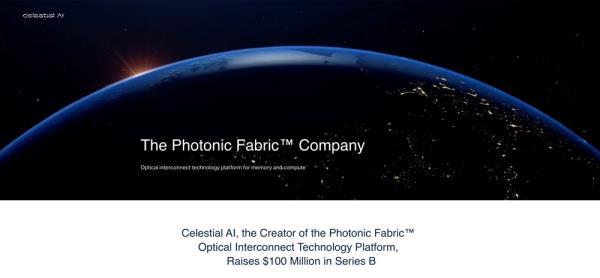 Celestial AI
The Photonic Fabric™ Company
Optical interconnect technology platform for memory and compute
Celestial AI, the Creator of the Photonic Fabric™
Optical Interconnect Technology Platform,
Raises $100 Million in Series B